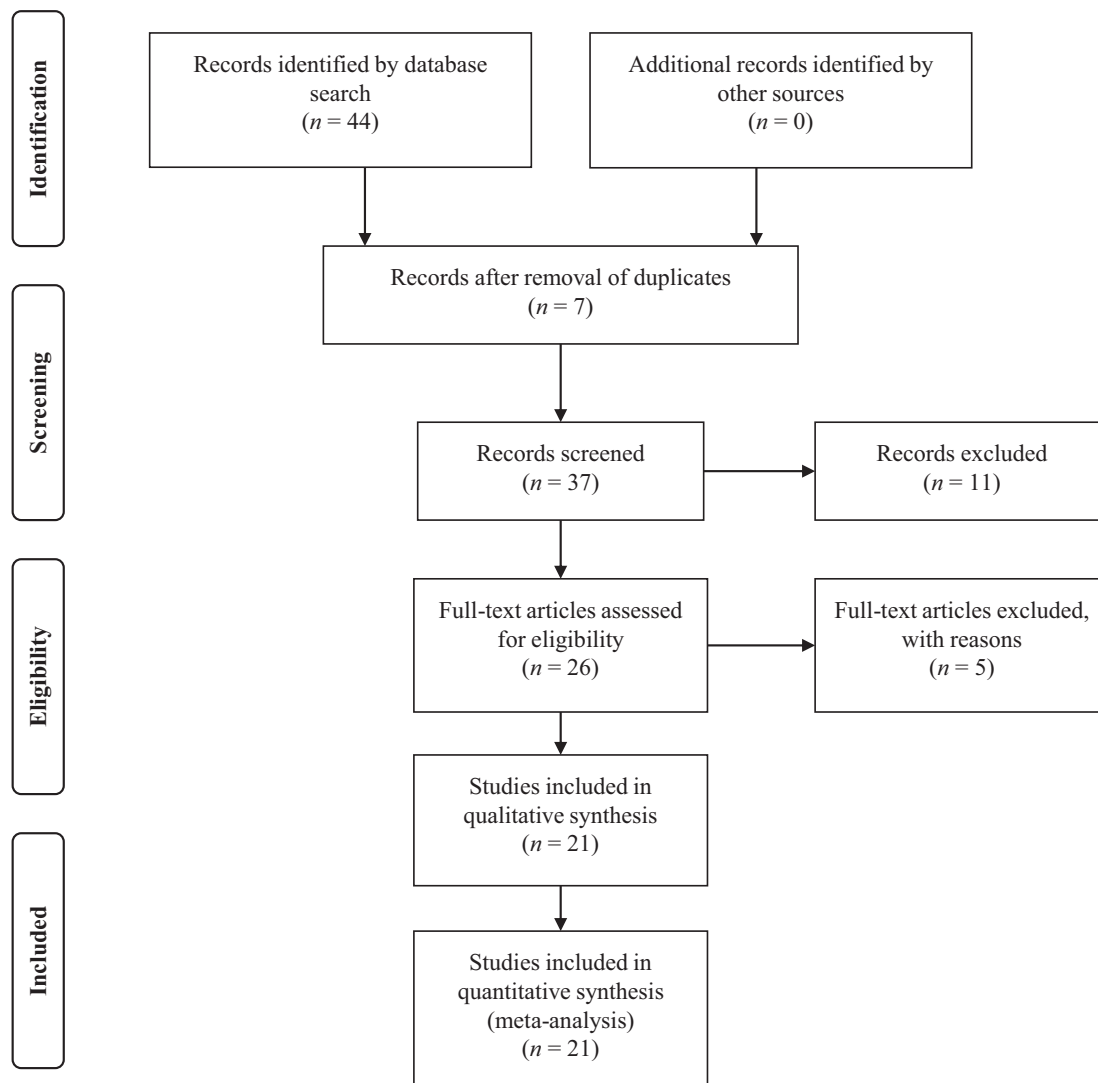 Identification
Records identified by database
search
(n = 44)
Additional records identified by
other sources
(n = 0)
Records after removal of duplicates
(n = 7)
Screening
Records screened
(n = 37)
Records excluded
(n = 11)
Eligibility
Full-text articles assessed
for eligibility
(n = 26)
Full-text articles excluded,
with reasons
(n = 5)
Studies included in
qualitative synthesis
(n = 21)
Included
Studies included in
quantitative synthesis
(meta-analysis)
(n = 21)